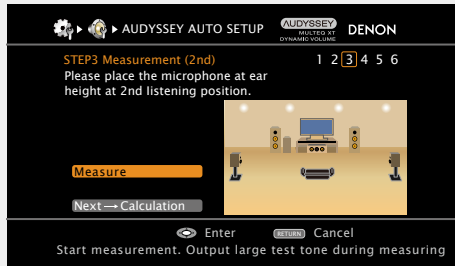 AUDYSSEY AUTO SETUP
AUDYSSEY
MULTEQ XT
DYNAMIC VOLUME
DENON
STEP3 Measurement (2nd)
1 2 3 4 5 6
Please place the microphone at ear
height at 2nd listening position.
Measure
Next→Calculation
Enter
RETURN Cancel
Start measurement. Output large test tone during measuring